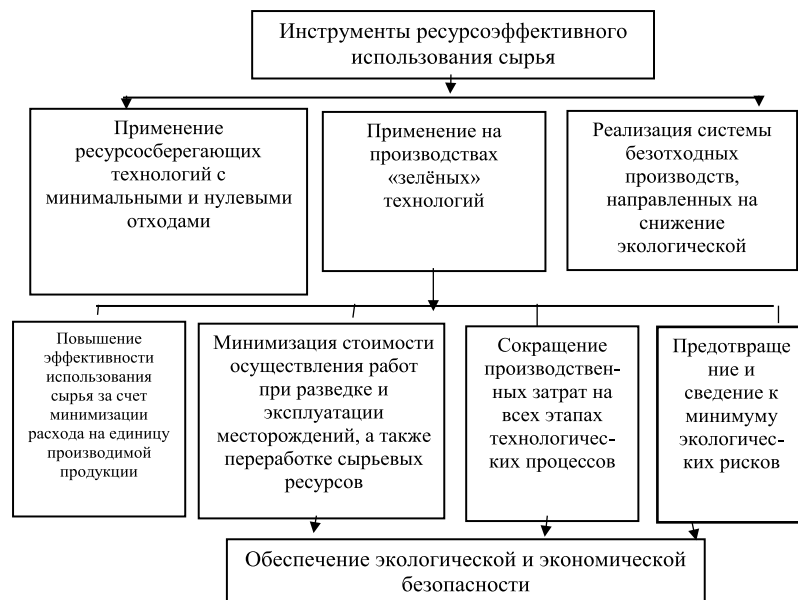 Инструменты ресурсоэффективного
использования сырья
Применение
ресурсосберегающих
технологий с
минимальными и нулевыми
отходами
Применение на
производствах
«зелёных»
технологий
Реализация системы
безотходных
производств,
направленных на
снижение
экологической
Повышение
эффективности
использования
сырья за счет
минимизации
расхода на единицу
производимой
продукции
Минимизация стоимости
осуществления работ
при разведке и
эксплуатации
месторождений, а также
переработке сырьевых
ресурсов
Сокращение
производствен-
ных затрат на
всех этапах
технологичес-
ких процессов
Предотвраще
ние и
сведение к
минимуму
экологичес-
ких рисков
Обеспечение экологической и экономической
безопасности